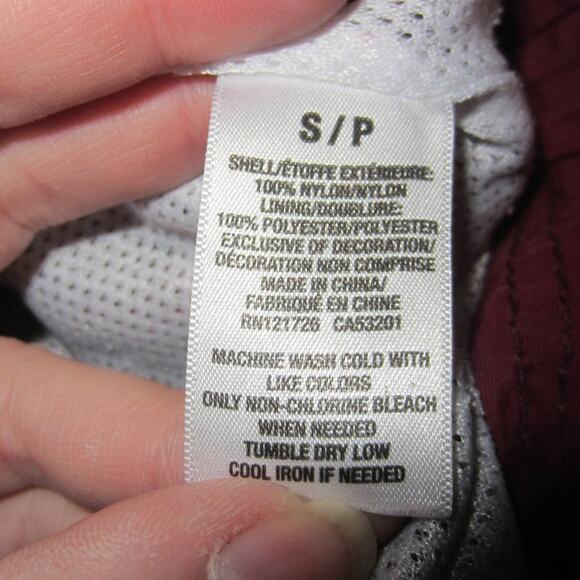 S / P
SHELL/ÉTOFFE EXTÉRIEURE:
100% NYLON/NYLON
LINING/DOUBLURE:
100% POLYESTER/POLYESTER
EXCLUSIVE OF DECORATION/
DÉCORATION NON COMPRISE
MADE IN CHINA/
FABRIQUÉ EN CHINE
RN121726 CA53201
MACHINE WASH COLD WITH
LIKE COLORS
ONLY NON-CHLORINE BLEACH
WHEN NEEDED
TUMBLE DRY LOW
COOL IRON IF NEEDED